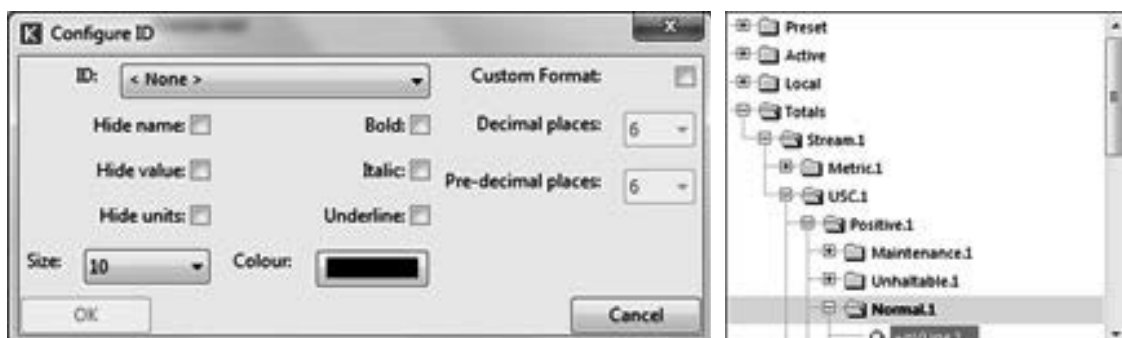 Configure ID
ID: < None >
Custom Format:
Hide name:
Bold:
Decimal places: 6
Hide value:
Italic:
Pre-decimal places: 6
Hide units:
Underline:
Size: 10
Colour:
OK
Cancel
Preset
Active
Local
Totals
Stream.1
Metric.1
USC.1
Positive.1
Maintenance.1
Unhaltable.1
Normal.1